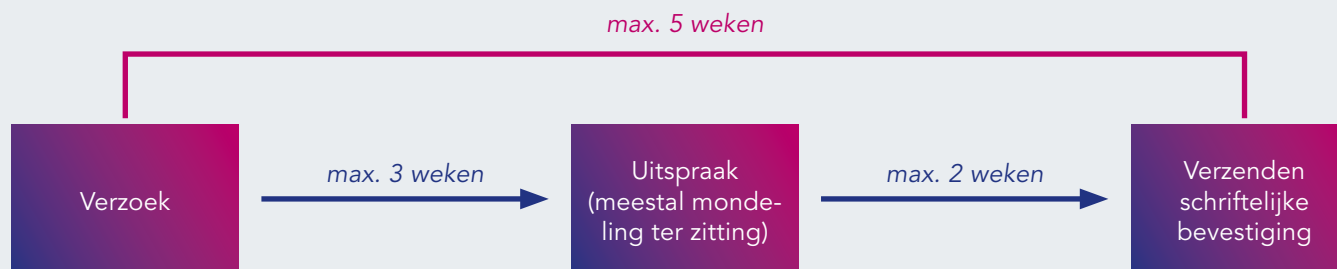 max. 5 weken
Verzoek
max. 3 weken
Uitspraak
(meestal monde-
ling ter zitting)
max. 2 weken
Verzenden
schriftelijke
bevestiging